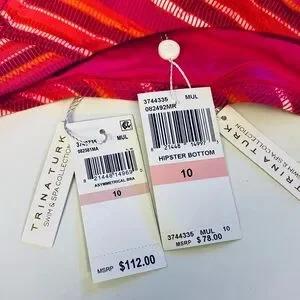 TRINA TURK
SWIM & SPA COLLECTION
MUL
082581MA
ASYMMETRICAL BRA
10
MSRP $112.00
3744335 MUL
082492MR
HIPSTER BOTTOM
10
3744335 MUL 10
MSRP $78.00
TRINA TURK
SWIM & SPA COLLECTION